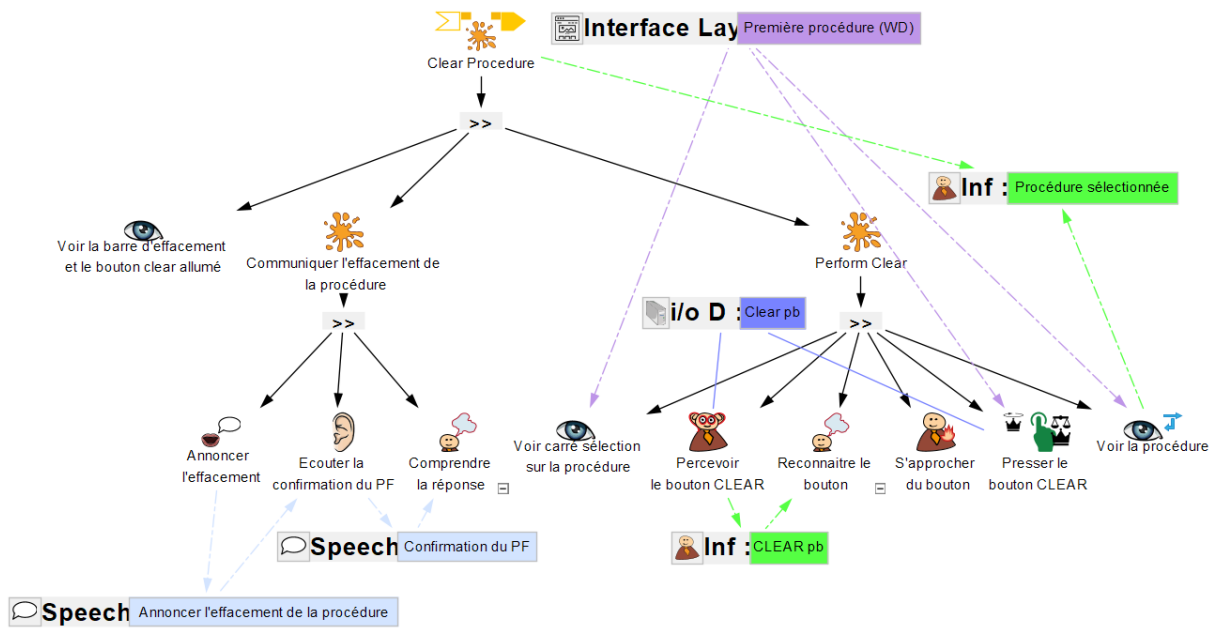 Interface Lay
Première procédure (WD)
Clear Procedure
>>
Inf :
Procédure sélectionnée
Voir la barre d'effacement
et le bouton clear allumé
Communiquer l'effacement de
la procédure
Perform Clear
i/o D :
Clear pb
>>
>>
Annoncer
l'effacement
Ecouter la
confirmation du PF
Comprendre
la réponse
Voir carré sélection
sur la procédure
Percevoir
le bouton CLEAR
Reconnaitre le
bouton
S'approcher
du bouton
Presser le
bouton CLEAR
Voir la procédure
Speech
Confirmation du PF
Inf :
CLEAR pb
Speech
Annoncer l'effacement de la procédure